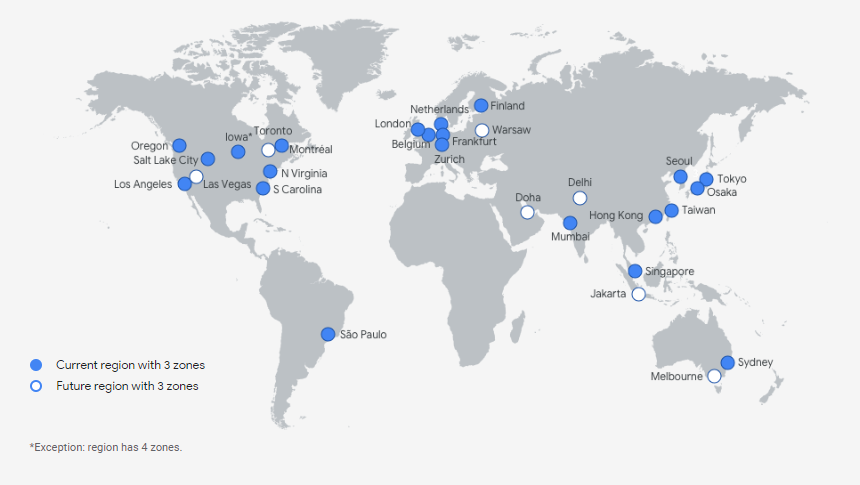 Netherlands
Finland
London
Warsaw
Belgium
Frankfurt
Zurich
Iowa*
Toronto
Oregon
Montréal
Salt Lake City
N Virginia
Los Angeles
Las Vegas
S Carolina
Seoul
Tokyo
Osaka
Delhi
Doha
Hong Kong
Taiwan
Mumbai
Singapore
Jakarta
São Paulo
Sydney
Melbourne
Current region with 3 zones
Future region with 3 zones
*Exception: region has 4 zones.